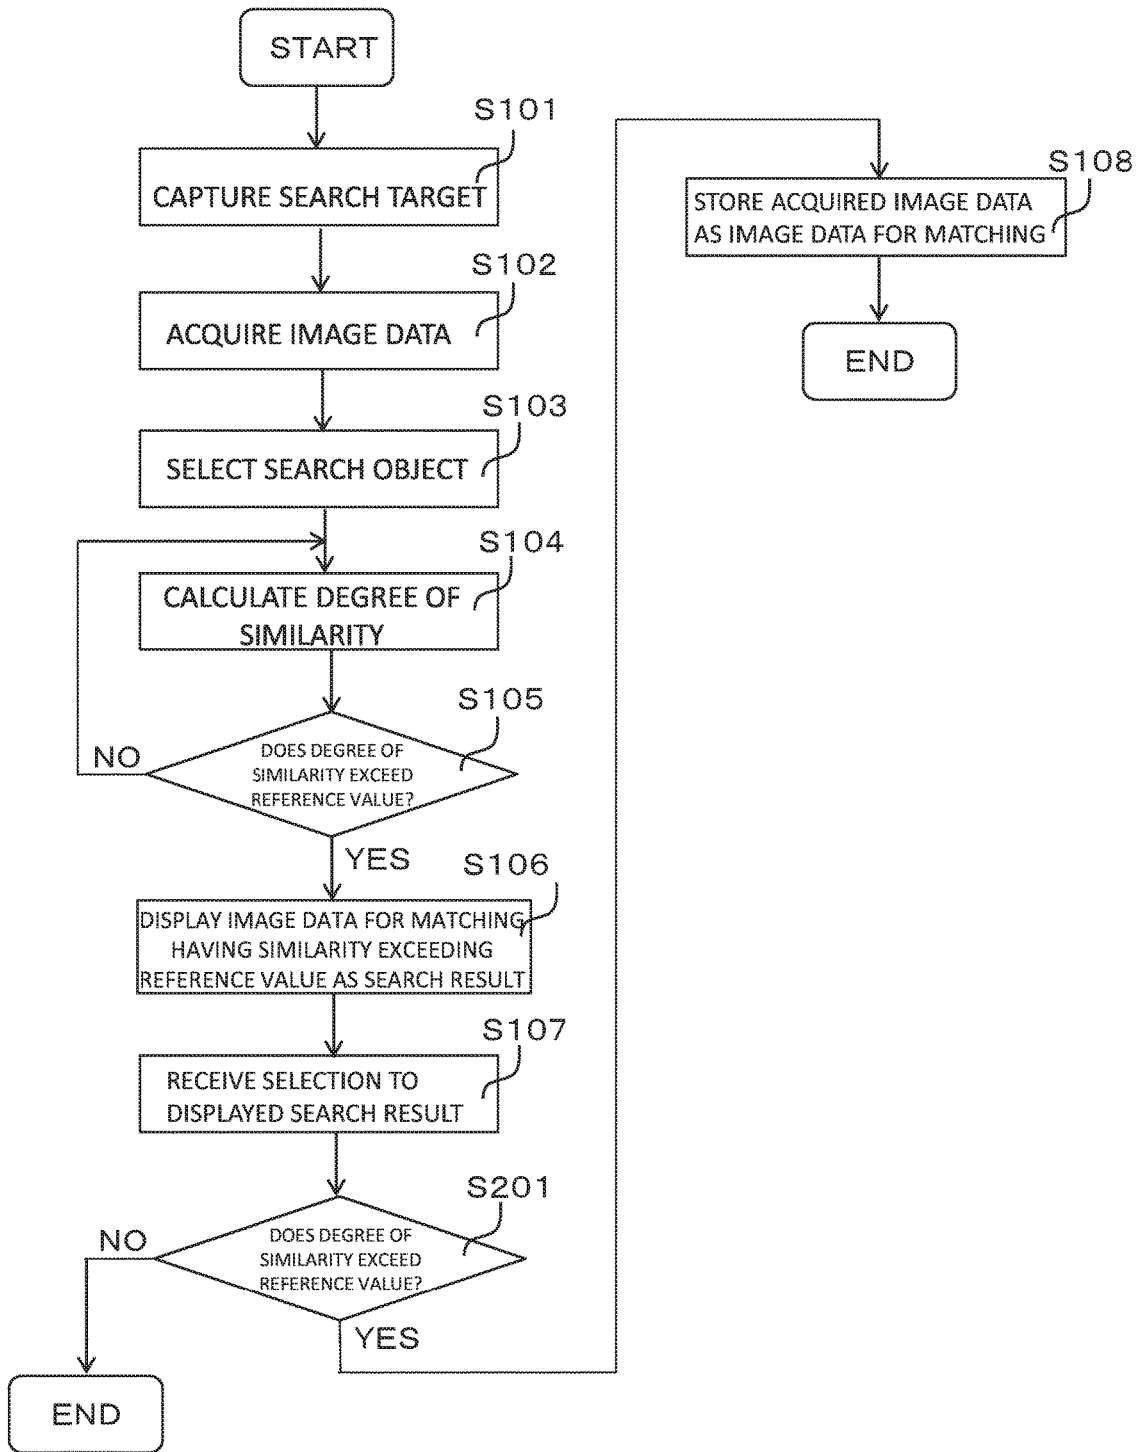 START
S101
CAPTURE SEARCH TARGET
S102
ACQUIRE IMAGE DATA
S103
SELECT SEARCH OBJECT
S104
CALCULATE DEGREE OF
SIMILARITY
S105
NO
DOES DEGREE OF
SIMILARITY EXCEED
REFERENCE VALUE?
YES
S106
DISPLAY IMAGE DATA FOR MATCHING
HAVING SIMILARITY EXCEEDING
REFERENCE VALUE AS SEARCH RESULT
S107
RECEIVE SELECTION TO
DISPLAYED SEARCH RESULT
S201
NO
DOES DEGREE OF
SIMILARITY EXCEED
REFERENCE VALUE?
YES
END
S108
STORE ACQUIRED IMAGE DATA
AS IMAGE DATA FOR MATCHING
END